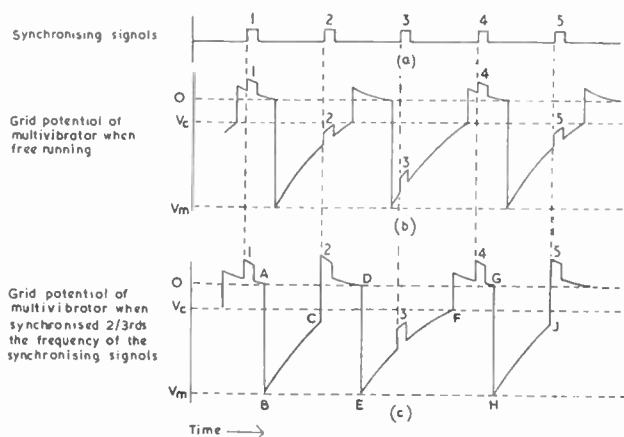 1 2 3 4 5
Synchronising signals
(a)
1 4
O
Vc
2 5
Grid potential of
multivibrator when
free running
3
Vm
(b)
(c)
1 2 4 5
O
A D G
Grid potential of
multivibrator when
synchronised 2/3rds
the frequency of the
synchronising signals
Vc
C 3 F J
Vm
B E H
(c)
Time